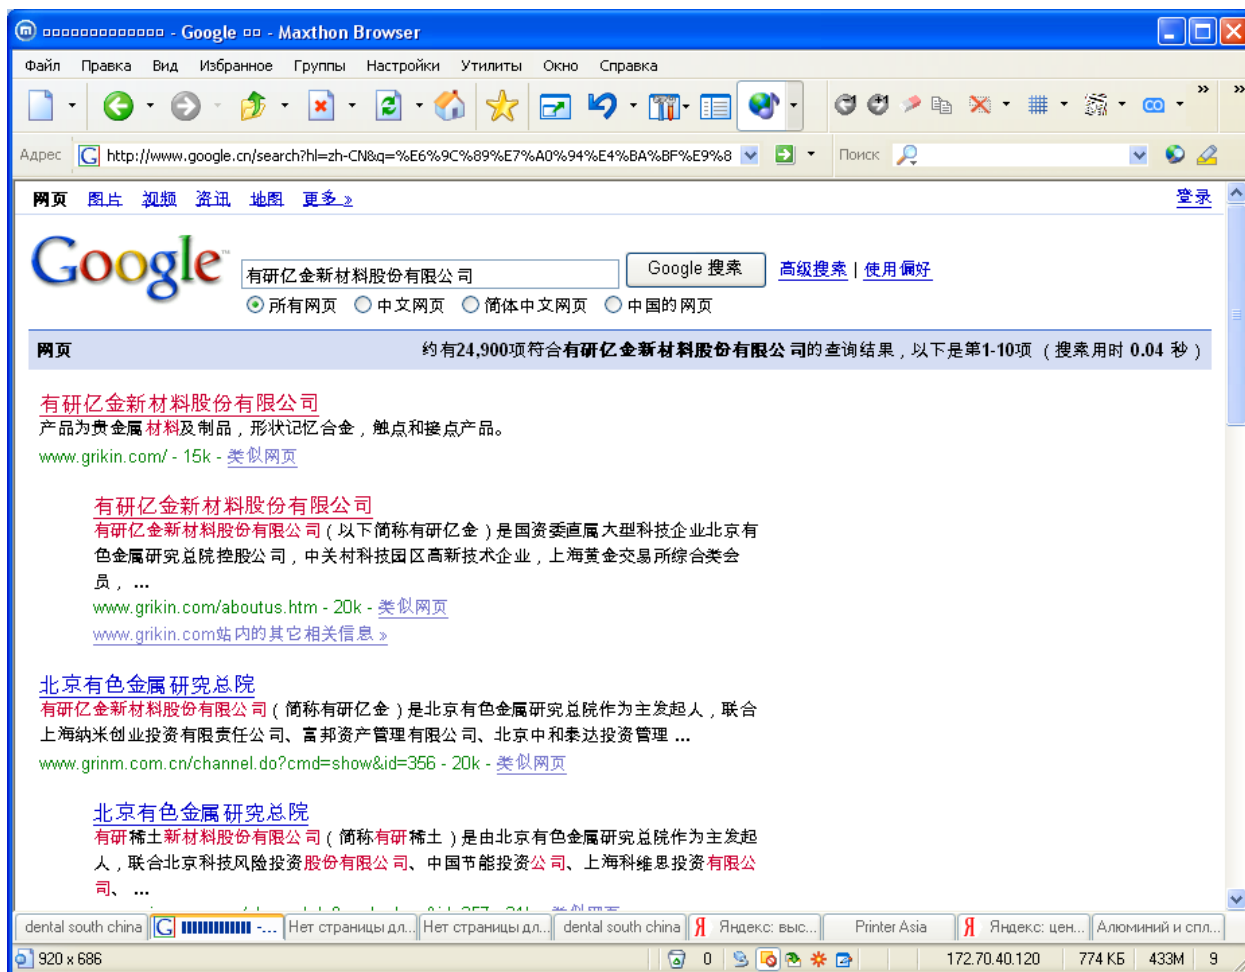 - Google - Maxthon Browser
Файл Правка Вид Избранное Группы Настройки Утилиты Окно Справка
Адрес http://www.google.cn/search?hl=zh-CN&q=%E6%9C%89%E7%A0%94%E4%BA%BF%E9%8 Поиск
网页 图片 视频 资讯 地图 更多 » 登录
Google™ 有研亿金新材料股份有限公司 Google 搜索 高级搜索 | 使用偏好
所有网页 中文网页 简体中文网页 中国的网页
网页 约有24,900项符合有研亿金新材料股份有限公司的查询结果，以下是第1-10项 （搜索用时 0.04 秒）
有研亿金新材料股份有限公司
产品为贵金属材料及制品，形状记忆合金，触点和接点产品。
www.grikin.com/ - 15k - 类似网页
有研亿金新材料股份有限公司
有研亿金新材料股份有限公司（以下简称有研亿金）是国资委直属大型科技企业北京有
色金属研究总院控股公司，中关村科技园区高新技术企业，上海黄金交易所综合类会
员， ...
www.grikin.com/aboutus.htm - 20k - 类似网页
www.grikin.com站内的其它相关信息 »
北京有色金属研究总院
有研亿金新材料股份有限公司（简称有研亿金）是北京有色金属研究总院作为主发起人，联合
上海纳米创业投资有限责任公司、富邦资产管理有限公司、北京中和泰达投资管理 ...
www.grinm.com.cn/channel.do?cmd=show&id=356 - 20k - 类似网页
北京有色金属研究总院
有研稀土新材料股份有限公司（简称有研稀土）是由北京有色金属研究总院作为主发起
人，联合北京科技风险投资股份有限公司、中国节能投资公司、上海科维思投资有限公
司、 ...
dental south china -... Нет страницы дл... Нет страницы дл... dental south china Яндекс: выс... Printer Asia Яндекс: цен... Алюминий и спл...
920 x 686 0 172.70.40.120 774 КБ 433M 9